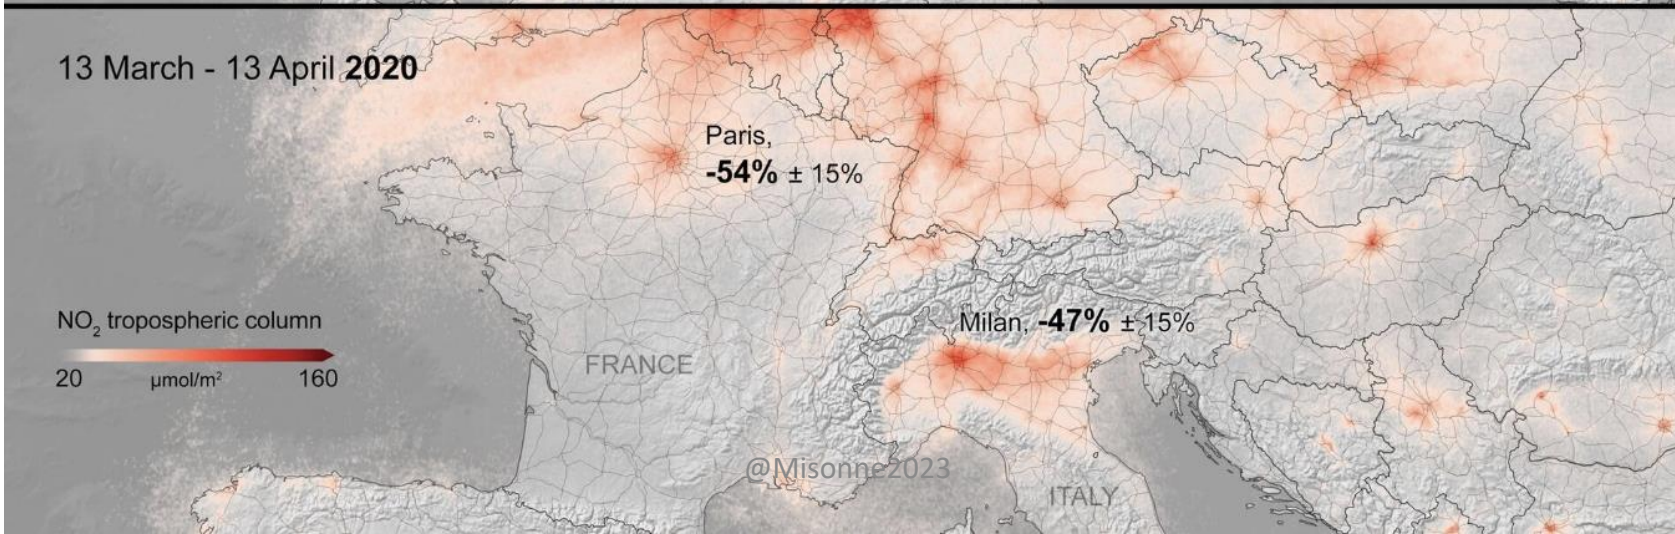 13 March - 13 April 2020
Paris,
-54% ± 15%
Milan, -47% ± 15%
NO₂ tropospheric column
20 µmol/m² 160
FRANCE
@Misonne2023
ITALY